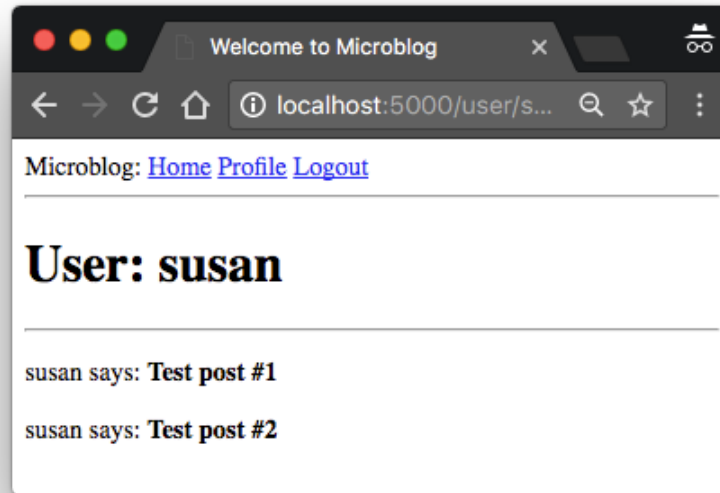 Welcome to Microblog
localhost:5000/user/s...
Microblog: Home Profile Logout
User: susan
susan says: Test post #1
susan says: Test post #2